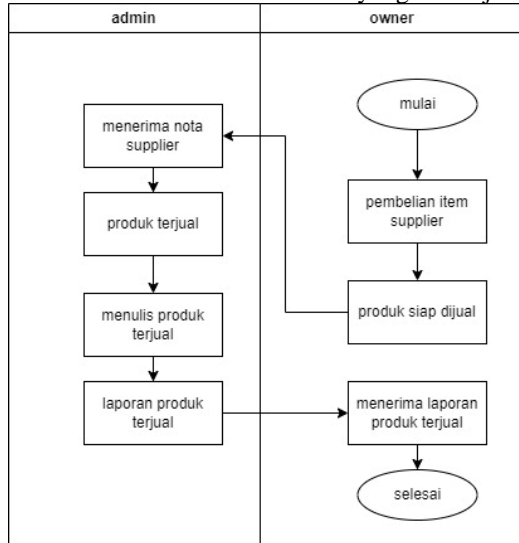 admin
owner
mulai
menerima nota
supplier
pembelian item
supplier
produk terjual
produk siap dijual
menulis produk
terjual
laporan produk
terjual
menerima laporan
produk terjual
selesai